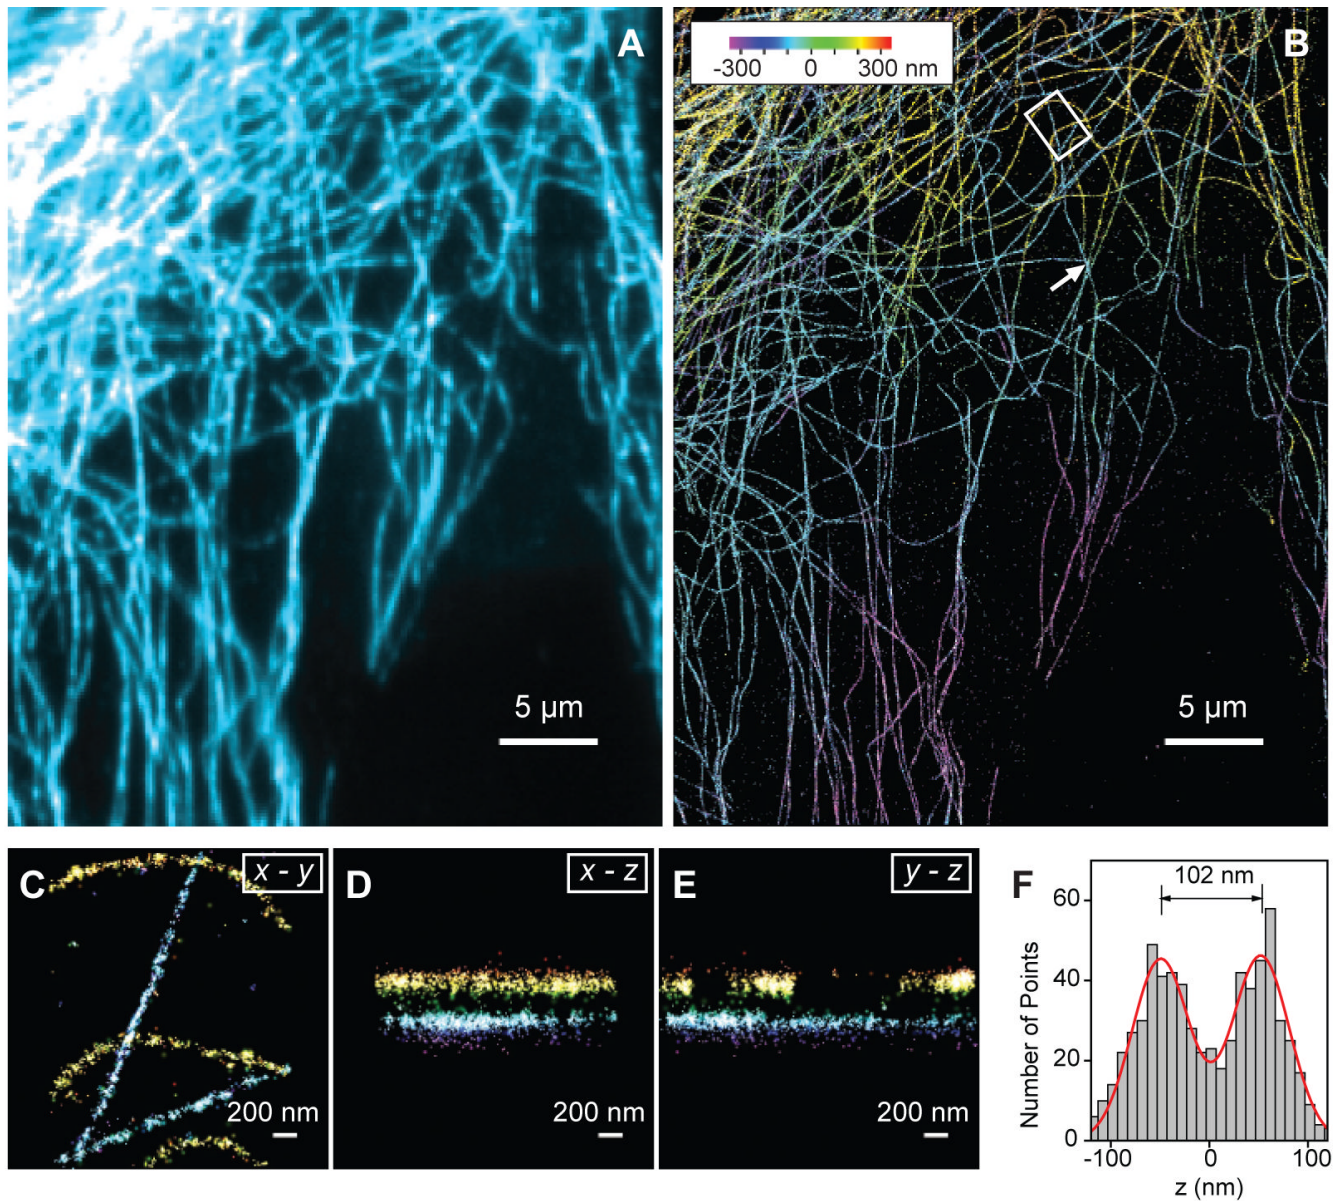 A
B
-300 0 300 nm
5 μm
5 μm
C
x - y
200 nm
D
x - z
200 nm
E
y - z
200 nm
F
102 nm
60
40
20
0
Number of Points
-100 0 100
z (nm)